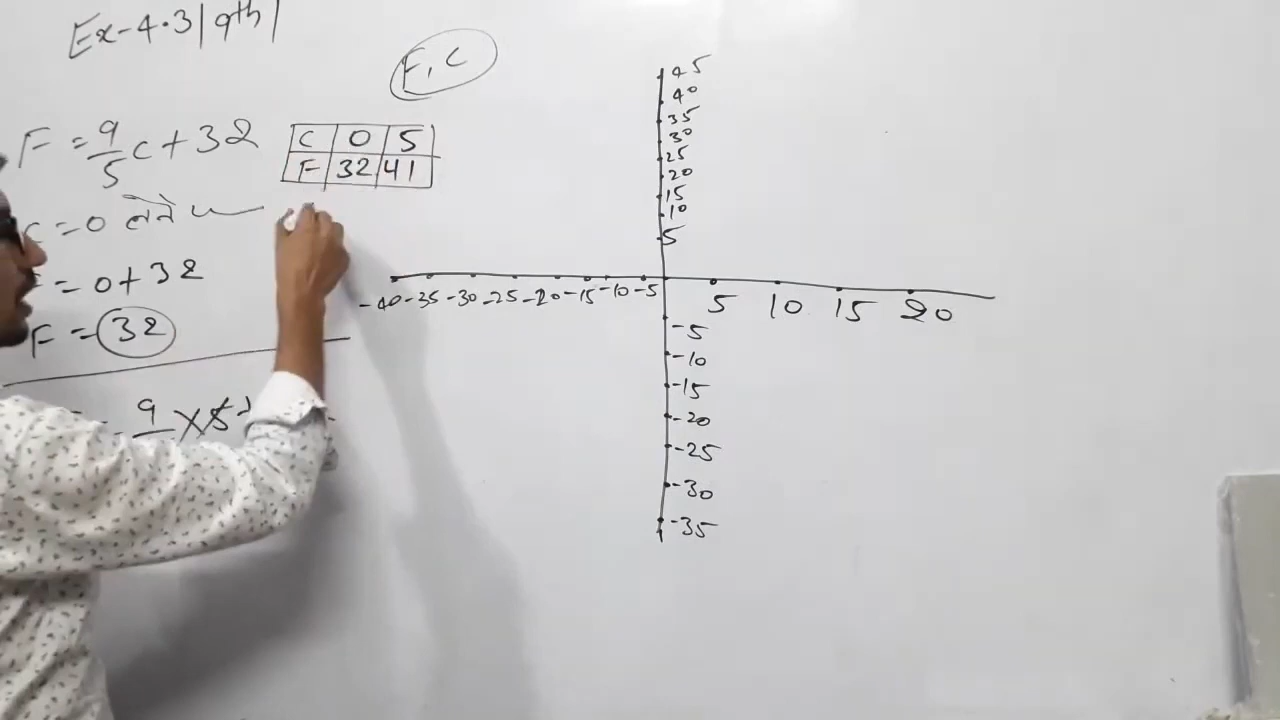 Ex-4.3 | 9th |
F, C
F = 9/5 C + 32
C 0 5
F 32 41
C = 0 लेने
= 0 + 32
F = 32
= 9 × 5
45
40
35
30
25
20
15
10
5
-40 -35 -30 -25 -20 -15 -10 -5 5 10 15 20
-5
-10
-15
-20
-25
-30
-35